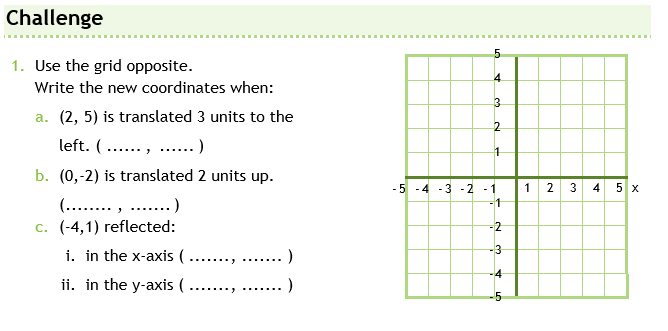 Challenge
1. Use the grid opposite.
Write the new coordinates when:
a. (2, 5) is translated 3 units to the
left. ( ...... , ...... )
b. (0,-2) is translated 2 units up.
(........ , ....... )
c. (-4,1) reflected:
i. in the x-axis ( ......., ....... )
ii. in the y-axis ( ......., ....... )
5
4
3
2
1
-5 -4 -3 -2 -1 1 2 3 4 5 x
-1
-2
-3
-4
-5